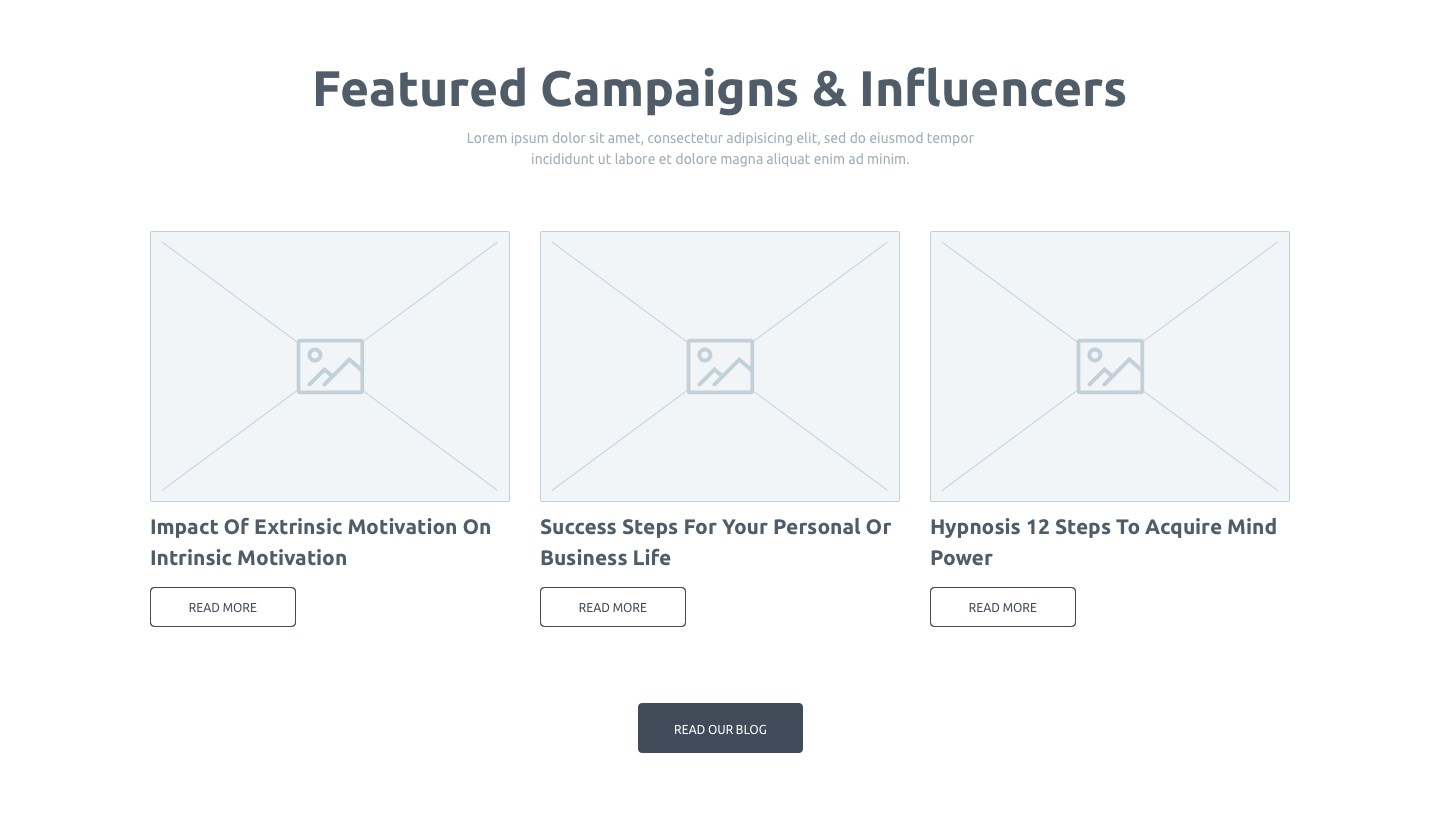 Featured Campaigns & Influencers
Lorem ipsum dolor sit amet, consectetur adipisicing elit, sed do eiusmod tempor
incididunt ut labore et dolore magna aliquat enim ad minim.
Impact Of Extrinsic Motivation On
Intrinsic Motivation
READ MORE
Success Steps For Your Personal Or
Business Life
READ MORE
Hypnosis 12 Steps To Acquire Mind
Power
READ MORE
READ OUR BLOG